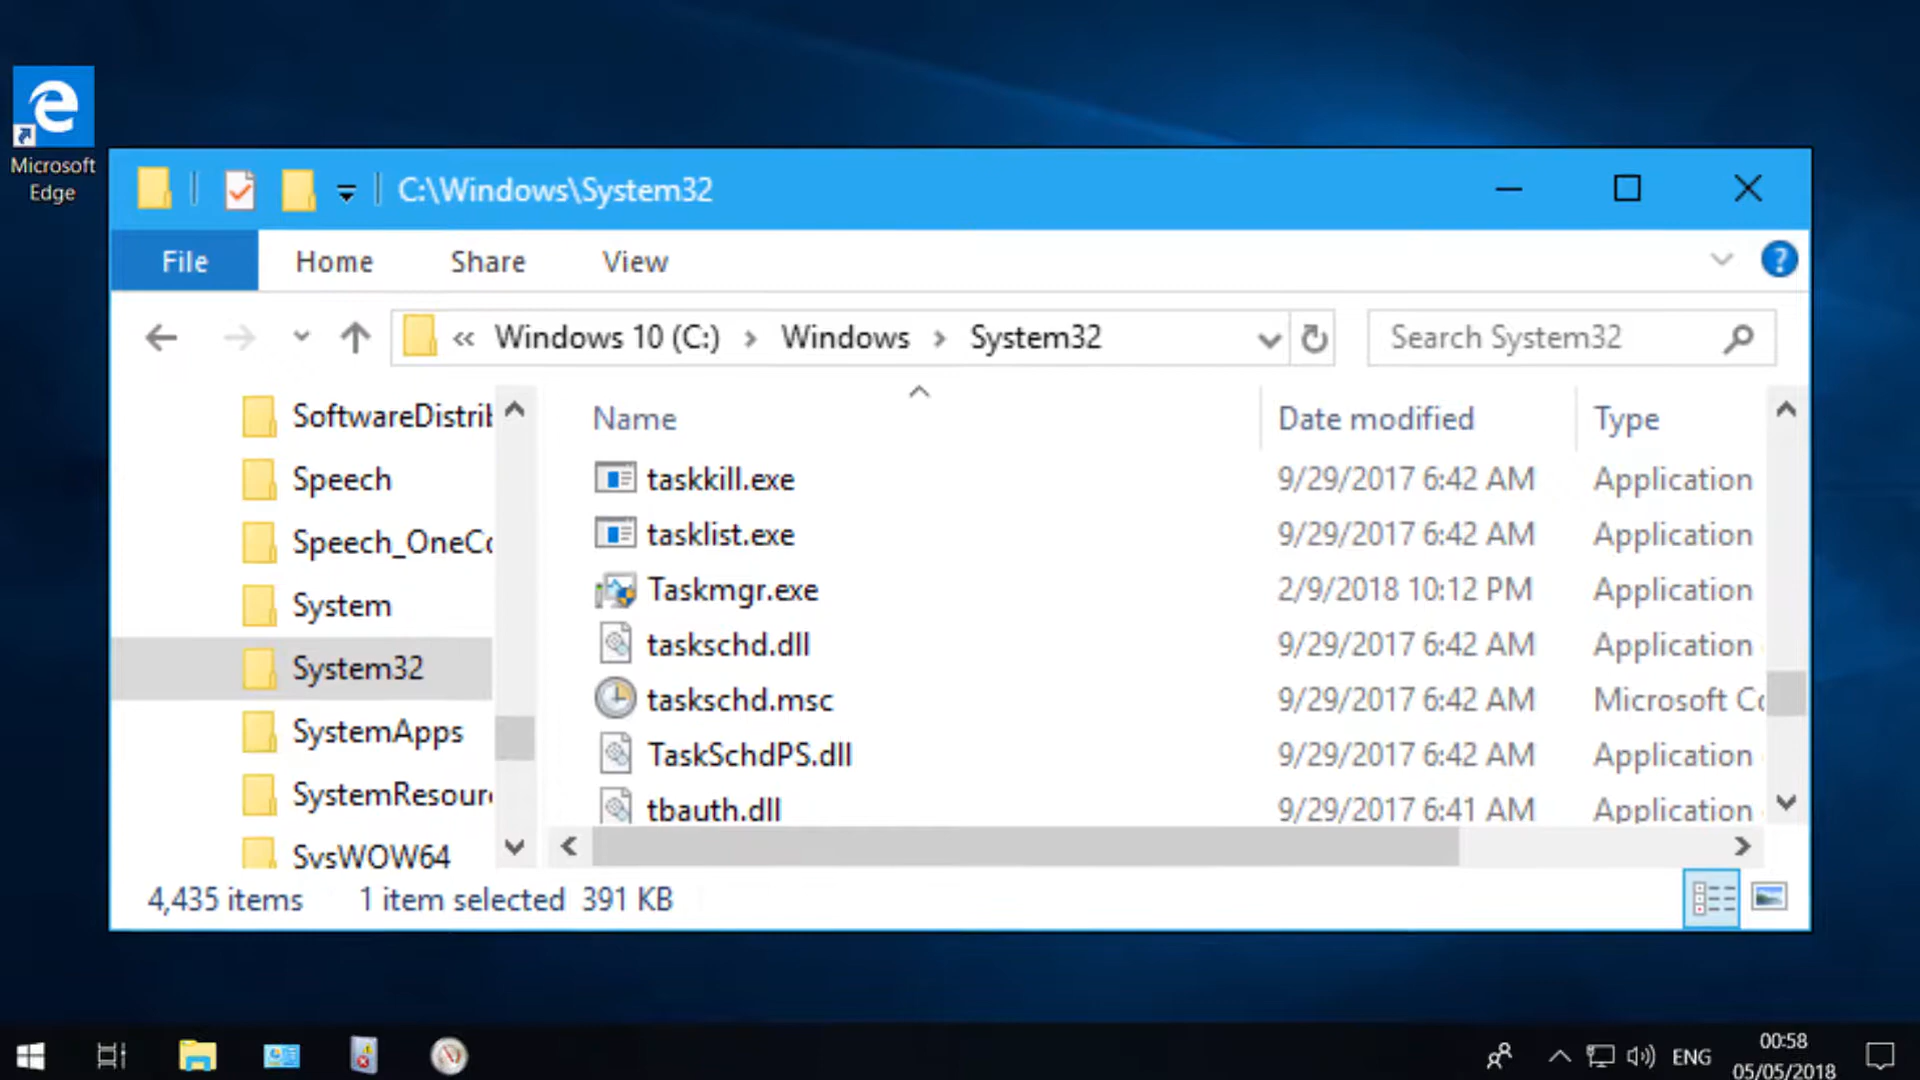 Microsoft
Edge
C:\Windows\System32
File Home Share View
?
« Windows 10 (C:) > Windows > System32
Search System32
SoftwareDistrib
Speech
Speech_OneCo
System
System32
SystemApps
SystemResour
SysWOW64
Name Date modified Type
taskkill.exe 9/29/2017 6:42 AM Application
tasklist.exe 9/29/2017 6:42 AM Application
Taskmgr.exe 2/9/2018 10:12 PM Application
taskschd.dll 9/29/2017 6:42 AM Application
taskschd.msc 9/29/2017 6:42 AM Microsoft Co
TaskSchdPS.dll 9/29/2017 6:42 AM Application
tbauth.dll 9/29/2017 6:41 AM Application
4,435 items 1 item selected 391 KB
ENG
00:58
05/05/2018